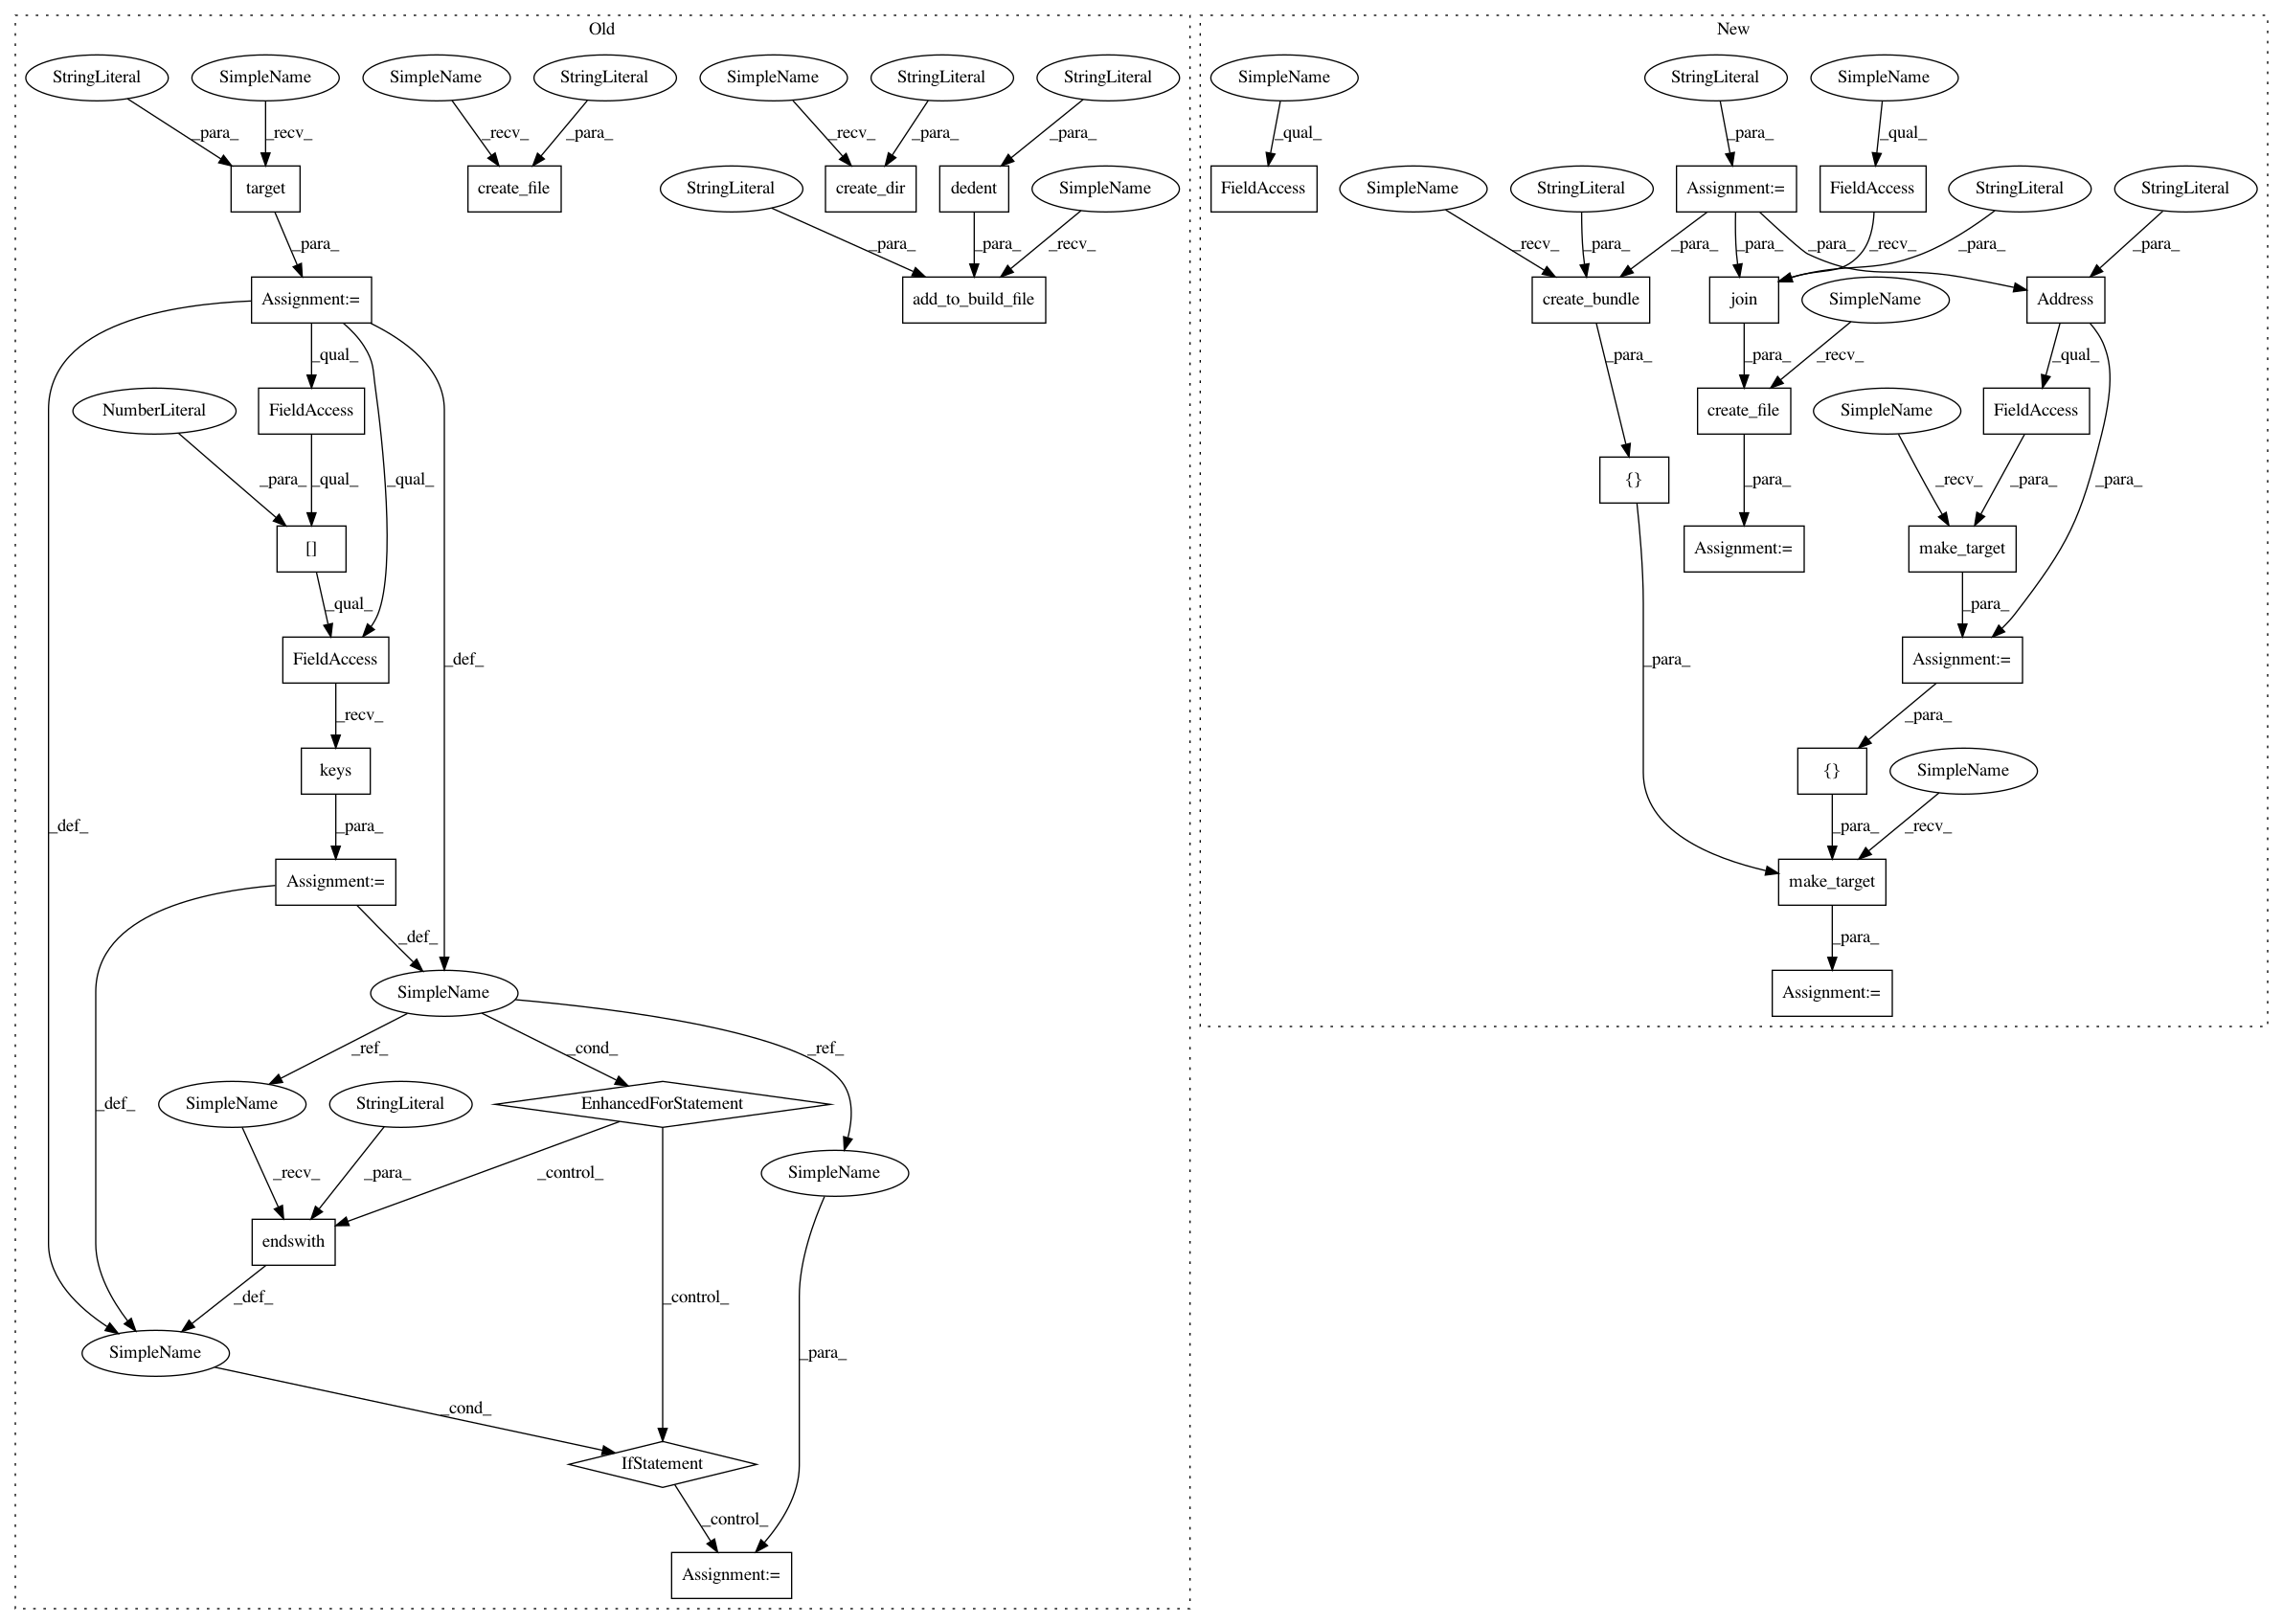 Old
New
StringLiteral
SimpleName
SimpleName
StringLiteral
SimpleName
StringLiteral
StringLiteral
SimpleName
StringLiteral
SimpleName
_para_
_recv_
_recv_
_para_
_recv_
_para_
_para_
_qual_
_para_
_qual_
target
create_file
StringLiteral
create_dir
dedent
SimpleName
FieldAccess
SimpleName
StringLiteral
Assignment:=
FieldAccess
StringLiteral
StringLiteral
_para_
_para_
_para_
_recv_
_recv_
_para_
_para_
_para_
_para_
_recv_
_para_
_para_
Assignment:=
add_to_build_file
create_bundle
join
SimpleName
Address
_qual_
_para_
_para_
_recv_
_qual_
NumberLiteral
FieldAccess
create_file
SimpleName
FieldAccess
_para_
_qual_
_qual_
{}
_para_
_recv_
_para_
_para_
[]
Assignment:=
make_target
_qual_
_para_
FieldAccess
_def_
_para_
Assignment:=
_recv_
_para_
keys
{}
SimpleName
_def_
_para_
_para_
_recv_
Assignment:=
make_target
_def_
_para_
SimpleName
Assignment:=
_ref_
_cond_
_ref_
_def_
SimpleName
StringLiteral
EnhancedForStatement
_recv_
_para_
_control_
SimpleName
endswith
_def_
_control_
SimpleName
_para_
_cond_
IfStatement
_control_
Assignment:=